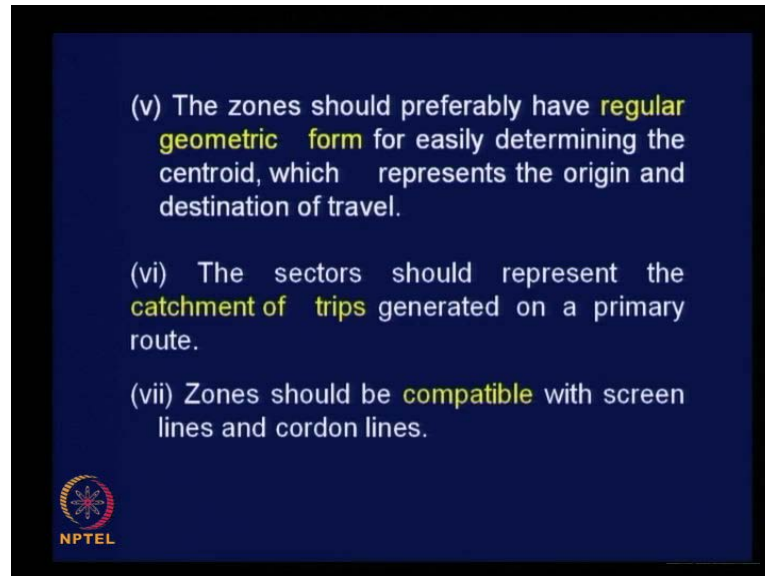 (v) The zones should preferably have regular
geometric form for easily determining the
centroid, which represents the origin and
destination of travel.
(vi) The sectors should represent the
catchment of trips generated on a primary
route.
(vii) Zones should be compatible with screen
lines and cordon lines.
NPTEL